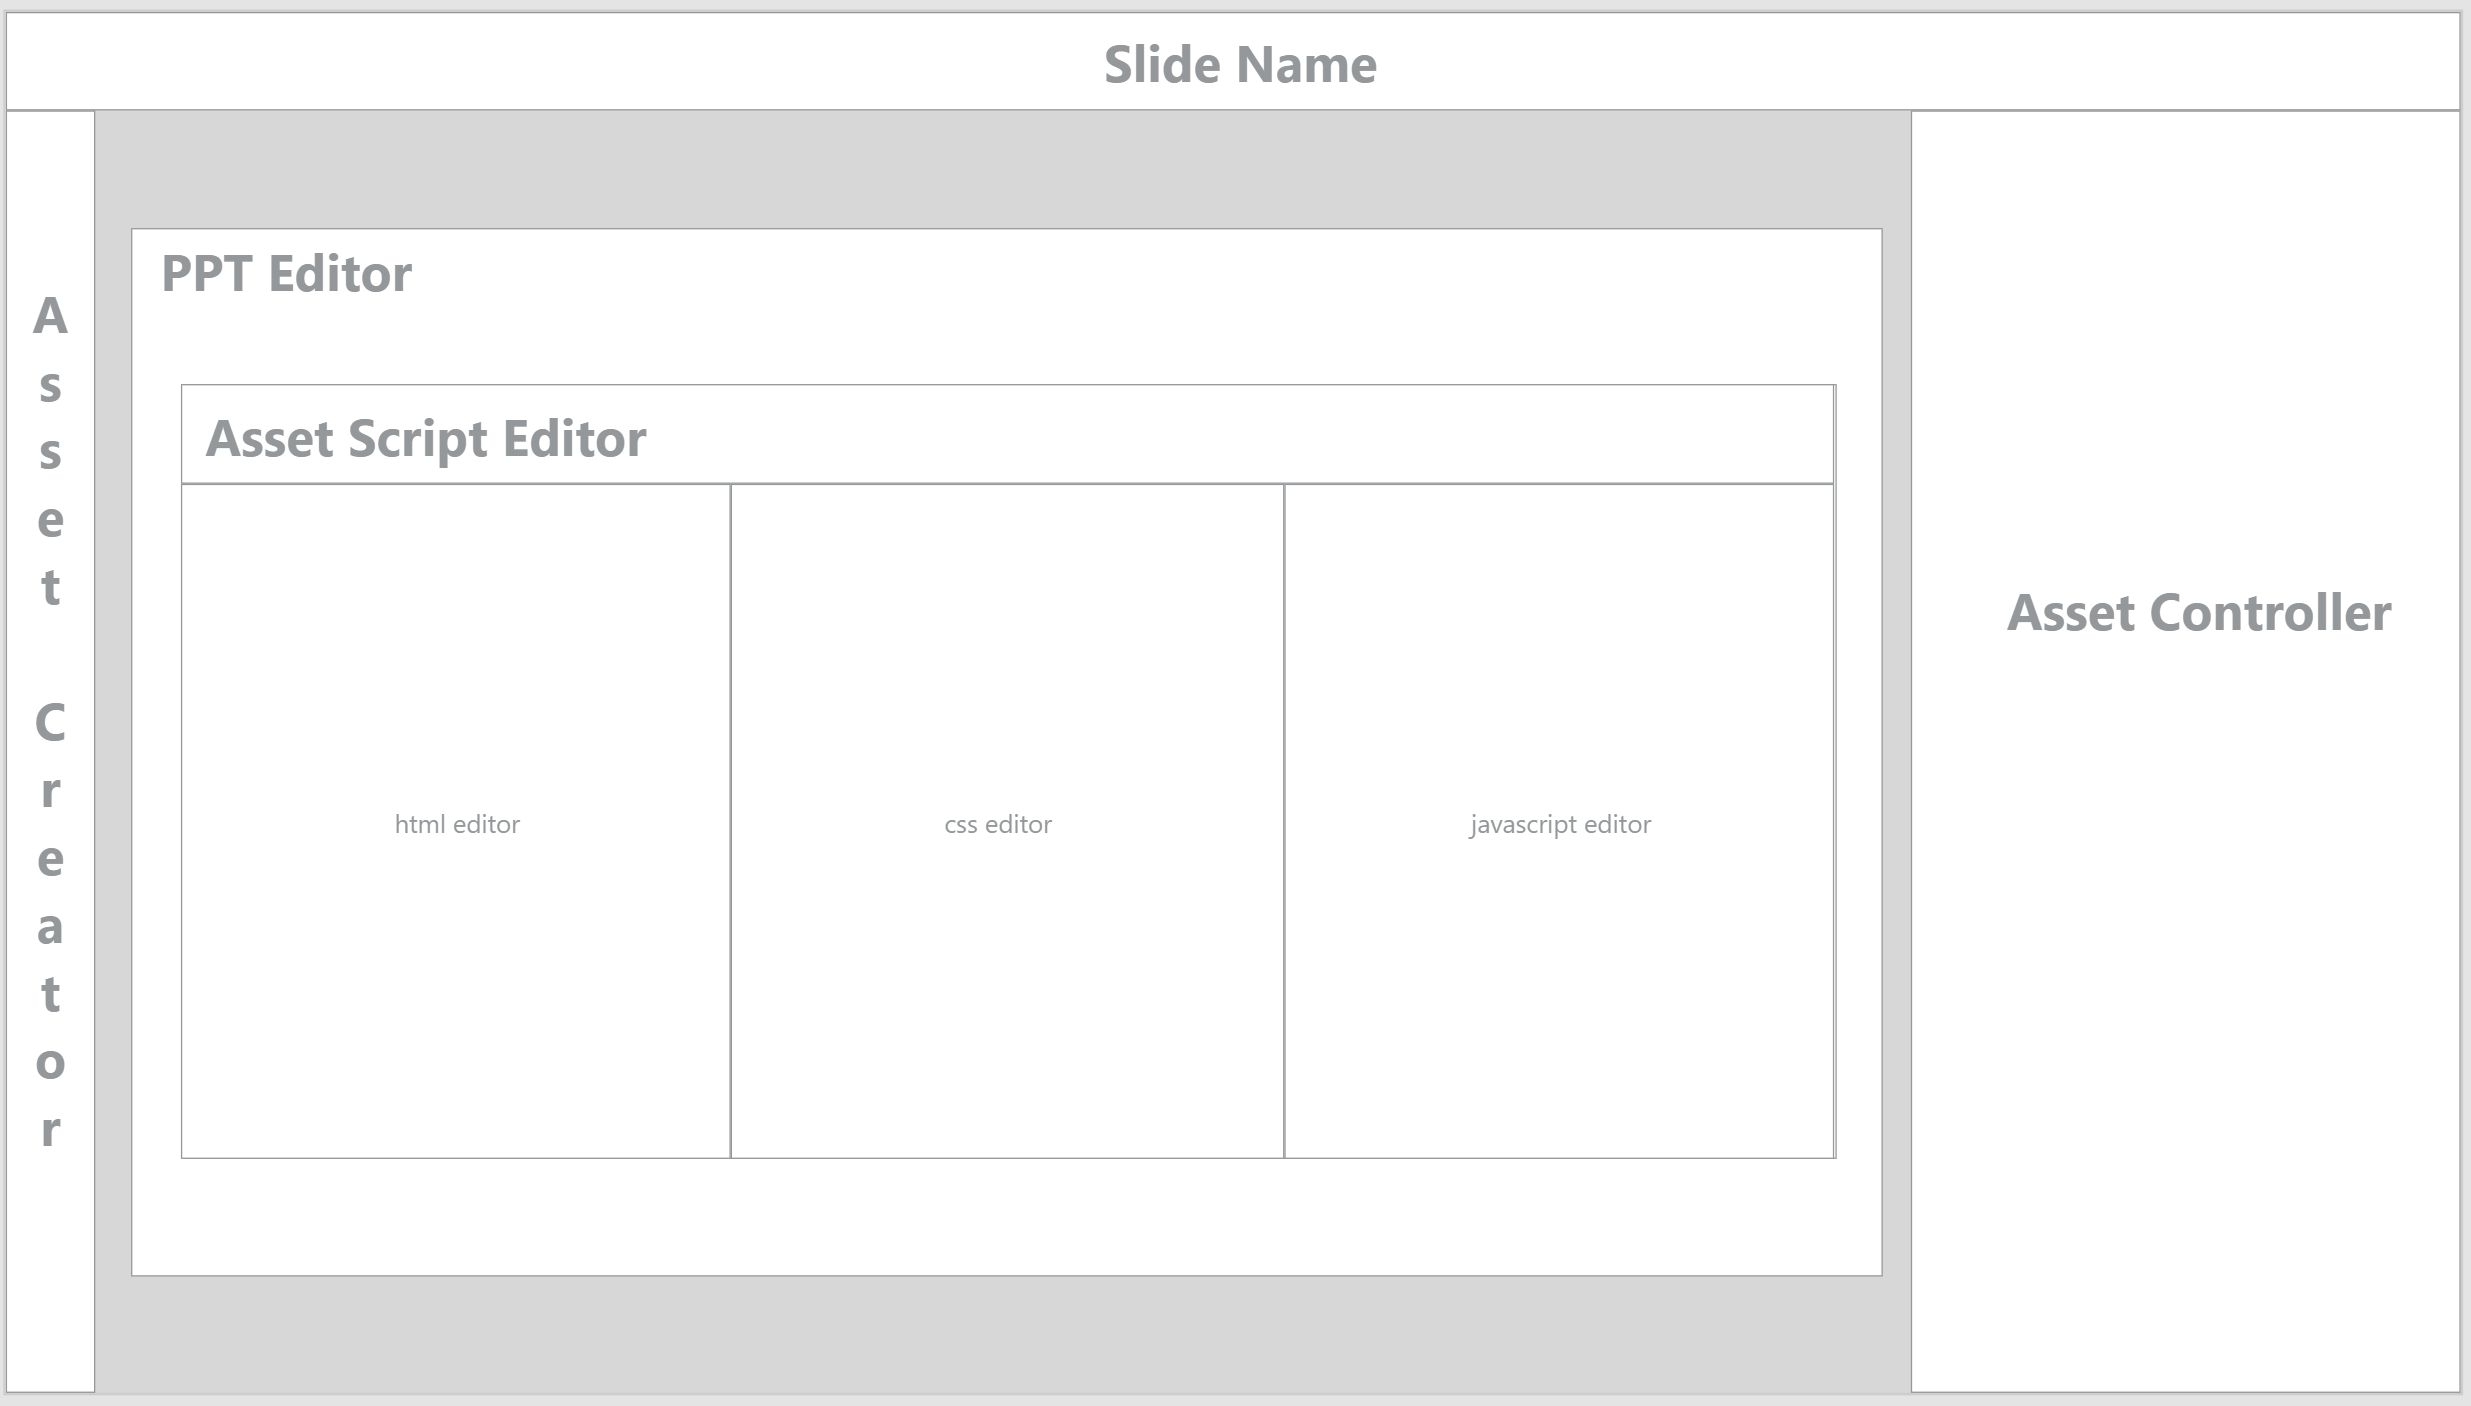 Slide Name
Asset Creator
PPT Editor
Asset Script Editor
html editor
css editor
javascript editor
Asset Controller